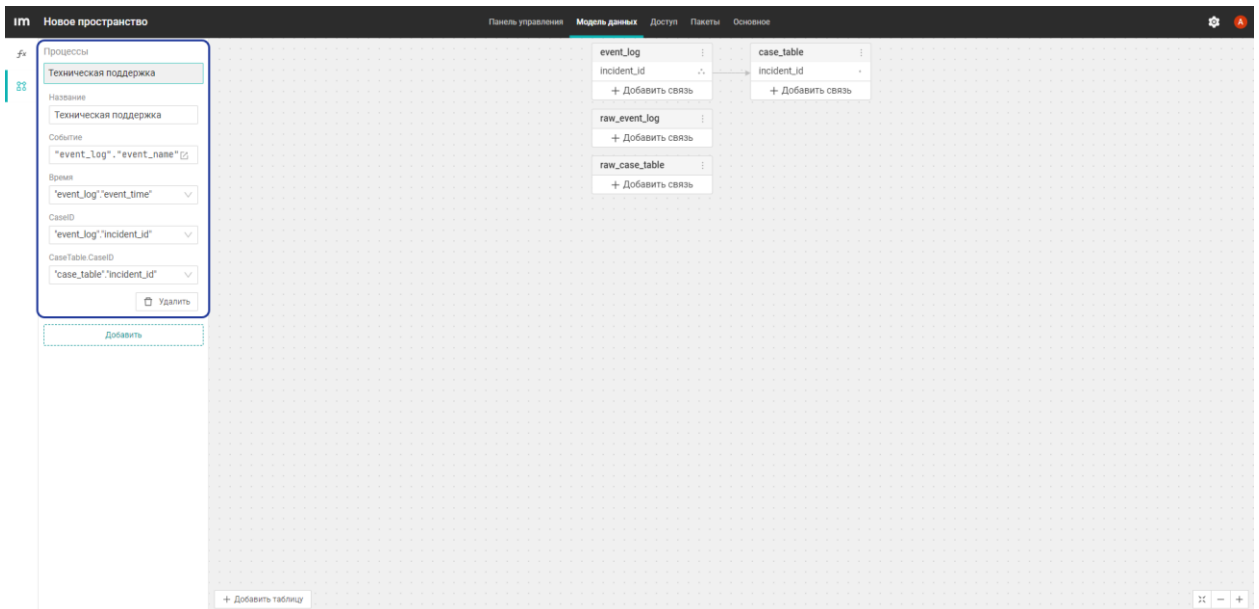 ım Новое пространство Панель управления Модель данных Доступ Пакеты Основное A
fx
Процессы
Техническая поддержка
Название
Техническая поддержка
Событие
"event_log"."event_name"
Время
"event_log"."event_time"
CaseID
"event_log"."incident_id"
CaseTable.CaseID
"case_table"."incident_id"
Удалить
Добавить
event_log
incident_id
+ Добавить связь
case_table
incident_id
+ Добавить связь
raw_event_log
+ Добавить связь
raw_case_table
+ Добавить связь
+ Добавить таблицу